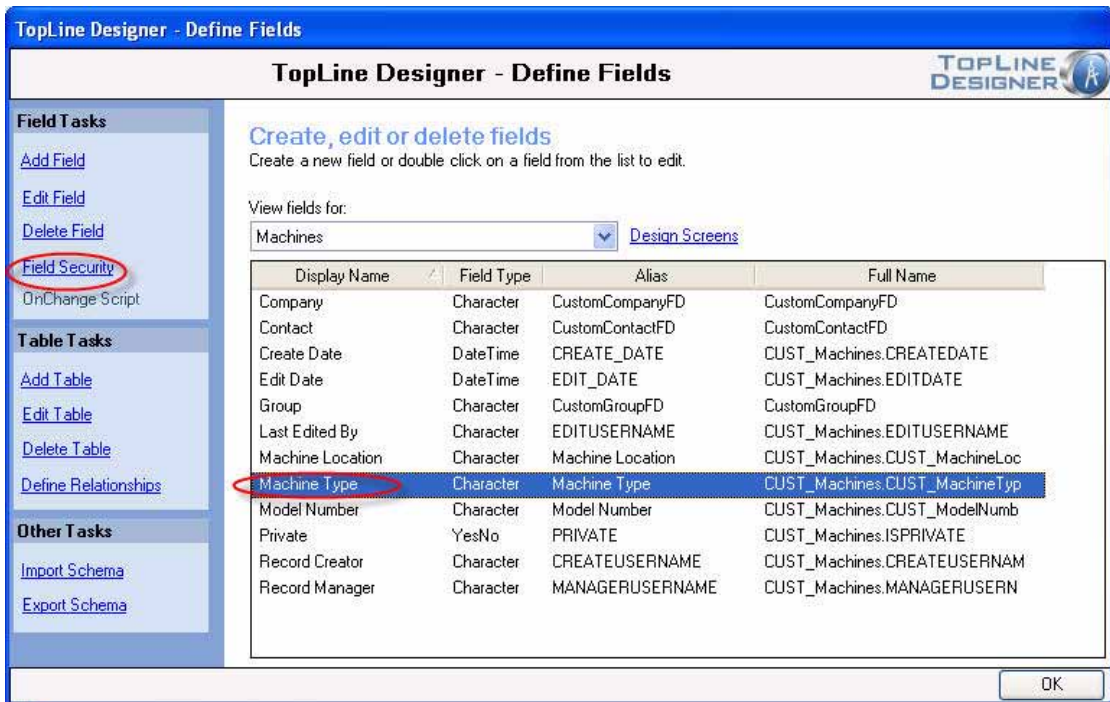 TopLine Designer - Define Fields
TopLine Designer - Define Fields
TOPLINE
DESIGNER
Field Tasks
Add Field
Edit Field
Delete Field
Field Security
OnChange Script
Table Tasks
Add Table
Edit Table
Delete Table
Define Relationships
Other Tasks
Import Schema
Export Schema
Create, edit or delete fields
Create a new field or double click on a field from the list to edit.
View fields for:
Machines Design Screens
Display Name Field Type Alias Full Name
Company Character CustomCompanyFD CustomCompanyFD
Contact Character CustomContactFD CustomContactFD
Create Date DateTime CREATE_DATE CUST_Machines.CREATEDATE
Edit Date DateTime EDIT_DATE CUST_Machines.EDITDATE
Group Character CustomGroupFD CustomGroupFD
Last Edited By Character EDITUSERNAME CUST_Machines.EDITUSERNAME
Machine Location Character Machine Location CUST_Machines.CUST_MachineLoc
Machine Type Character Machine Type CUST_Machines.CUST_MachineTyp
Model Number Character Model Number CUST_Machines.CUST_ModelNumb
Private YesNo PRIVATE CUST_Machines.ISPRIVATE
Record Creator Character CREATEUSERNAME CUST_Machines.CREATEUSERNAM
Record Manager Character MANAGERUSERNAME CUST_Machines.MANAGERUSERN
OK